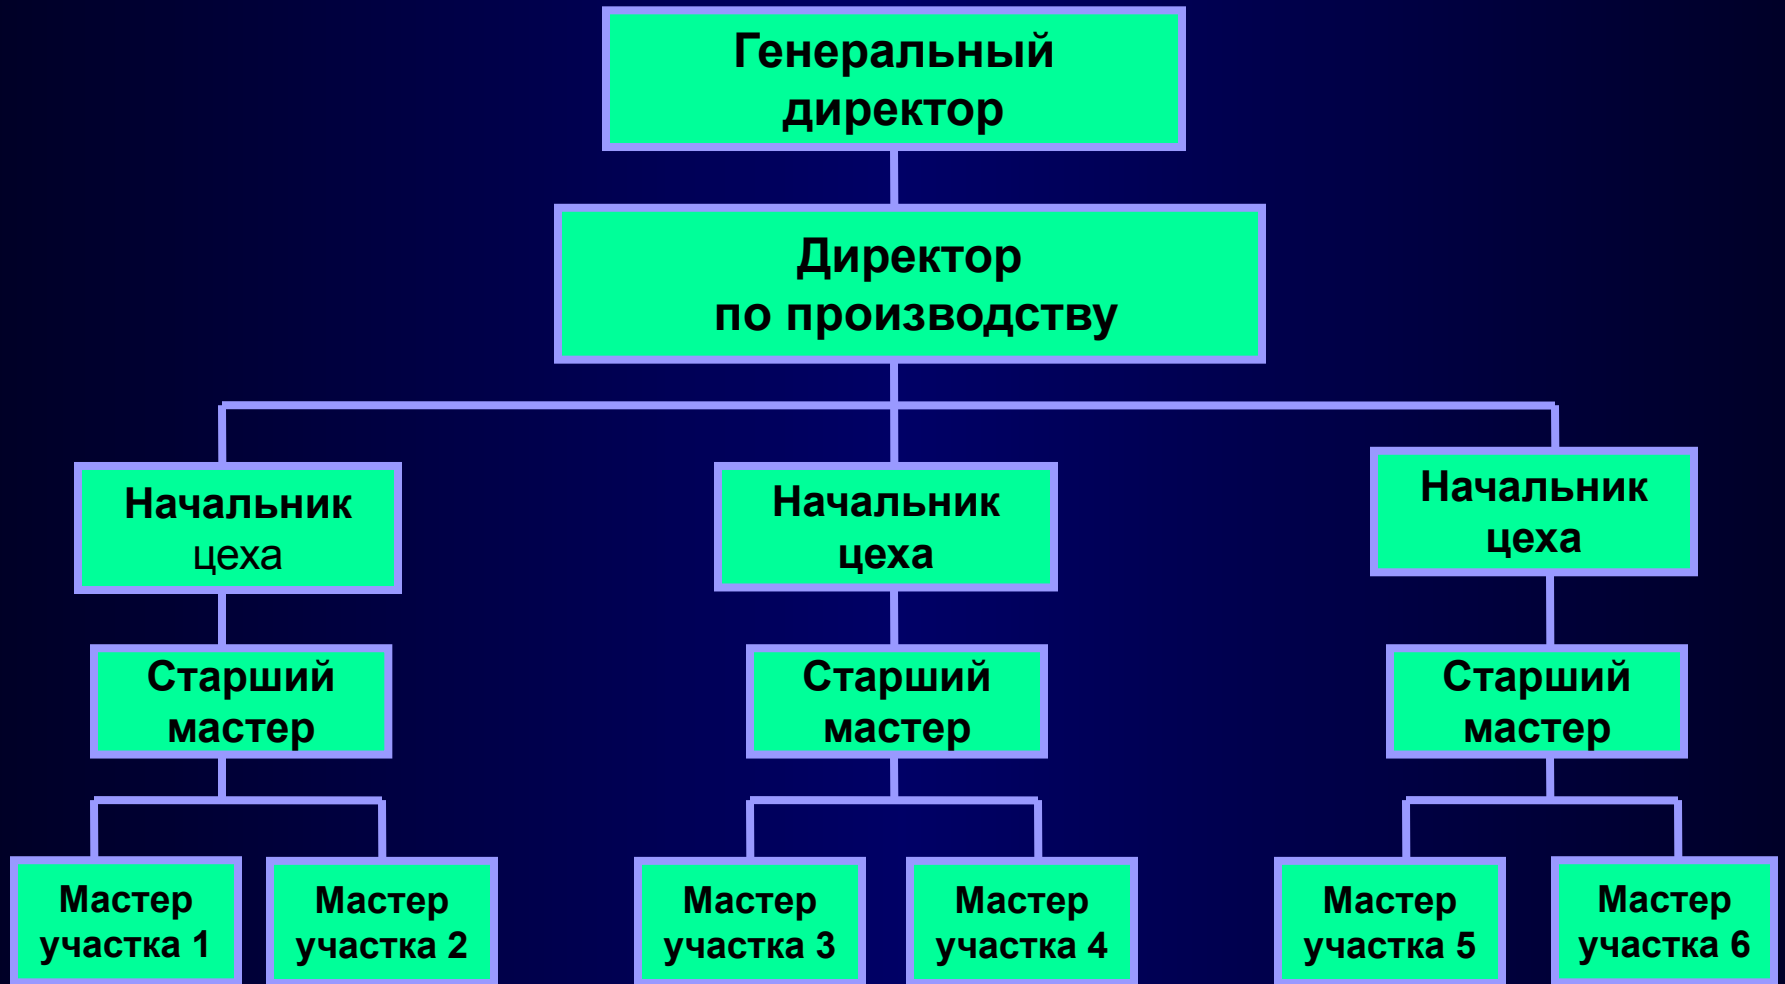 Генеральный
директор
Директор
по производству
Начальник
цеха
Начальник
цеха
Начальник
цеха
Старший
мастер
Старший
мастер
Старший
мастер
Мастер
участка 1
Мастер
участка 2
Мастер
участка 3
Мастер
участка 4
Мастер
участка 5
Мастер
участка 6